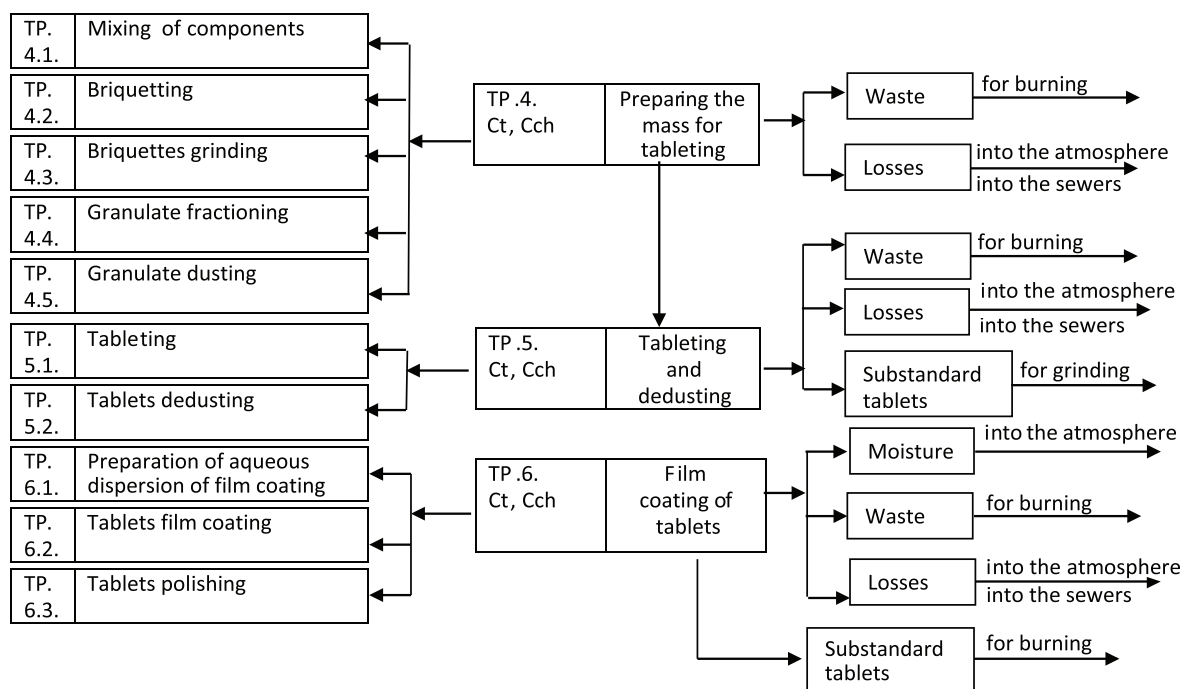 TP.
4.1.
Mixing of components
TP.
4.2.
Briquetting
TP.
4.3.
Briquettes grinding
TP.
4.4.
Granulate fractioning
TP.
4.5.
Granulate dusting
TP.
5.1.
Tableting
TP.
5.2.
Tablets dedusting
TP.
6.1.
Preparation of aqueous
dispersion of film coating
TP.
6.2.
Tablets film coating
TP.
6.3.
Tablets polishing
TP.4.
Ct, Cch
Preparing the
mass for
tableting
TP.5.
Ct, Cch
Tableting
and
dedusting
TP.6.
Ct, Cch
Film
coating of
tablets
Waste
for burning
Losses
into the atmosphere
into the sewers
Waste
for burning
Losses
into the atmosphere
into the sewers
Substandard
tablets
for grinding
Moisture
into the atmosphere
Waste
for burning
Losses
into the atmosphere
into the sewers
Substandard
tablets
for burning